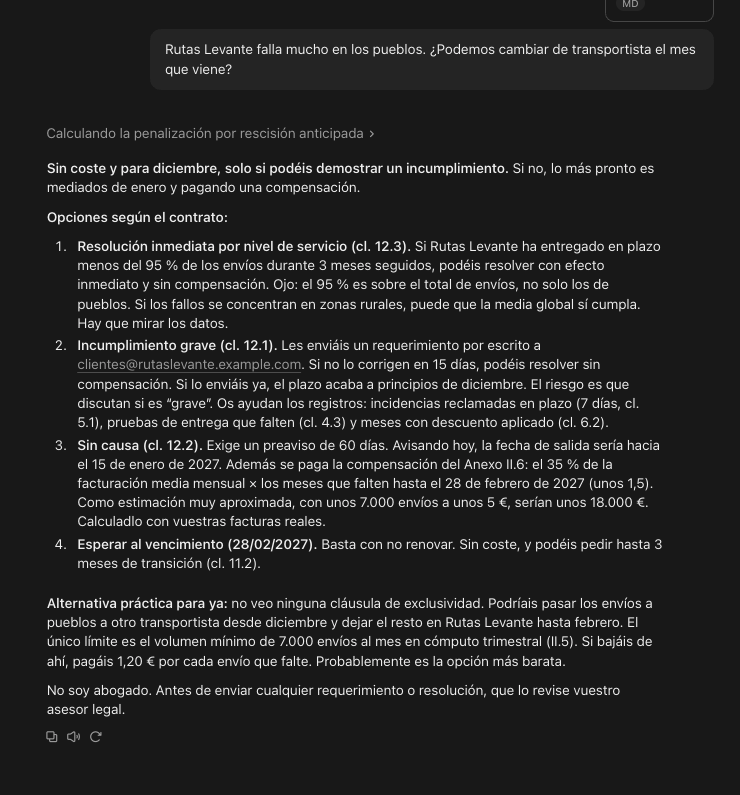 MD
Rutas Levante falla mucho en los pueblos. ¿Podemos cambiar de transportista el mes
que viene?
Calculando la penalización por rescisión anticipada >
Sin coste y para diciembre, solo si podéis demostrar un incumplimiento. Si no, lo más pronto es
mediados de enero y pagando una compensación.
Opciones según el contrato:
1. Resolución inmediata por nivel de servicio (cl. 12.3). Si Rutas Levante ha entregado en plazo
menos del 95 % de los envíos durante 3 meses seguidos, podéis resolver con efecto
inmediato y sin compensación. Ojo: el 95 % es sobre el total de envíos, no solo los de
pueblos. Si los fallos se concentran en zonas rurales, puede que la media global sí cumpla.
Hay que mirar los datos.
2. Incumplimiento grave (cl. 12.1). Les enviáis un requerimiento por escrito a
clientes@rutaslevante.example.com. Si no lo corrigen en 15 días, podéis resolver sin
compensación. Si lo enviáis ya, el plazo acaba a principios de diciembre. El riesgo es que
discutan si es “grave”. Os ayudan los registros: incidencias reclamadas en plazo (7 días, cl.
5.1), pruebas de entrega que falten (cl. 4.3) y meses con descuento aplicado (cl. 6.2).
3. Sin causa (cl. 12.2). Exige un preaviso de 60 días. Avisando hoy, la fecha de salida sería hacia
el 15 de enero de 2027. Además se paga la compensación del Anexo II.6: el 35 % de la
facturación media mensual × los meses que falten hasta el 28 de febrero de 2027 (unos 1,5).
Como estimación muy aproximada, con unos 7.000 envíos a unos 5 €, serían unos 18.000 €.
Calculadlo con vuestras facturas reales.
4. Esperar al vencimiento (28/02/2027). Basta con no renovar. Sin coste, y podéis pedir hasta 3
meses de transición (cl. 11.2).
Alternativa práctica para ya: no veo ninguna cláusula de exclusividad. Podríais pasar los envíos a
pueblos a otro transportista desde diciembre y dejar el resto en Rutas Levante hasta febrero. El
único límite es el volumen mínimo de 7.000 envíos al mes en cómputo trimestral (II.5). Si bajáis de
ahí, pagáis 1,20 € por cada envío que falte. Probablemente es la opción más barata.
No soy abogado. Antes de enviar cualquier requerimiento o resolución, que lo revise vuestro
asesor legal.